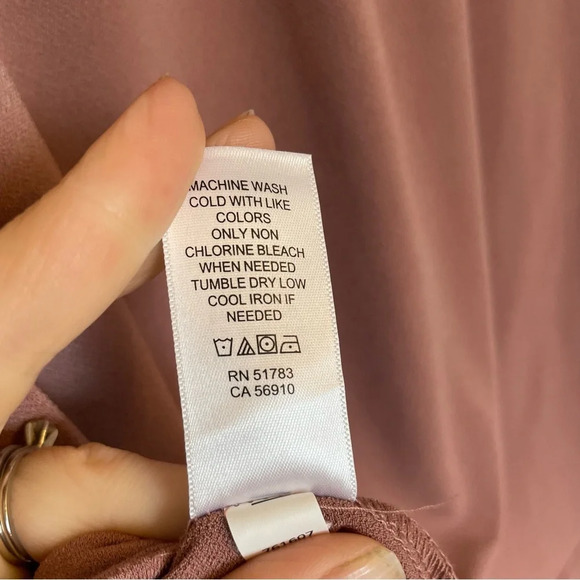 MACHINE WASH
COLD WITH LIKE
COLORS
ONLY NON
CHLORINE BLEACH
WHEN NEEDED
TUMBLE DRY LOW
COOL IRON IF
NEEDED
RN 51783
CA 56910